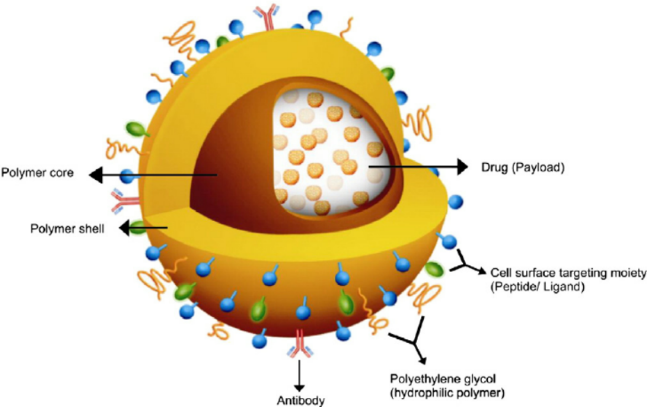 Polymer core
Drug (Payload)
Polymer shell
Cell surface targeting moiety
(Peptide/ Ligand)
Polyethylene glycol
(hydrophilic polymer)
Antibody